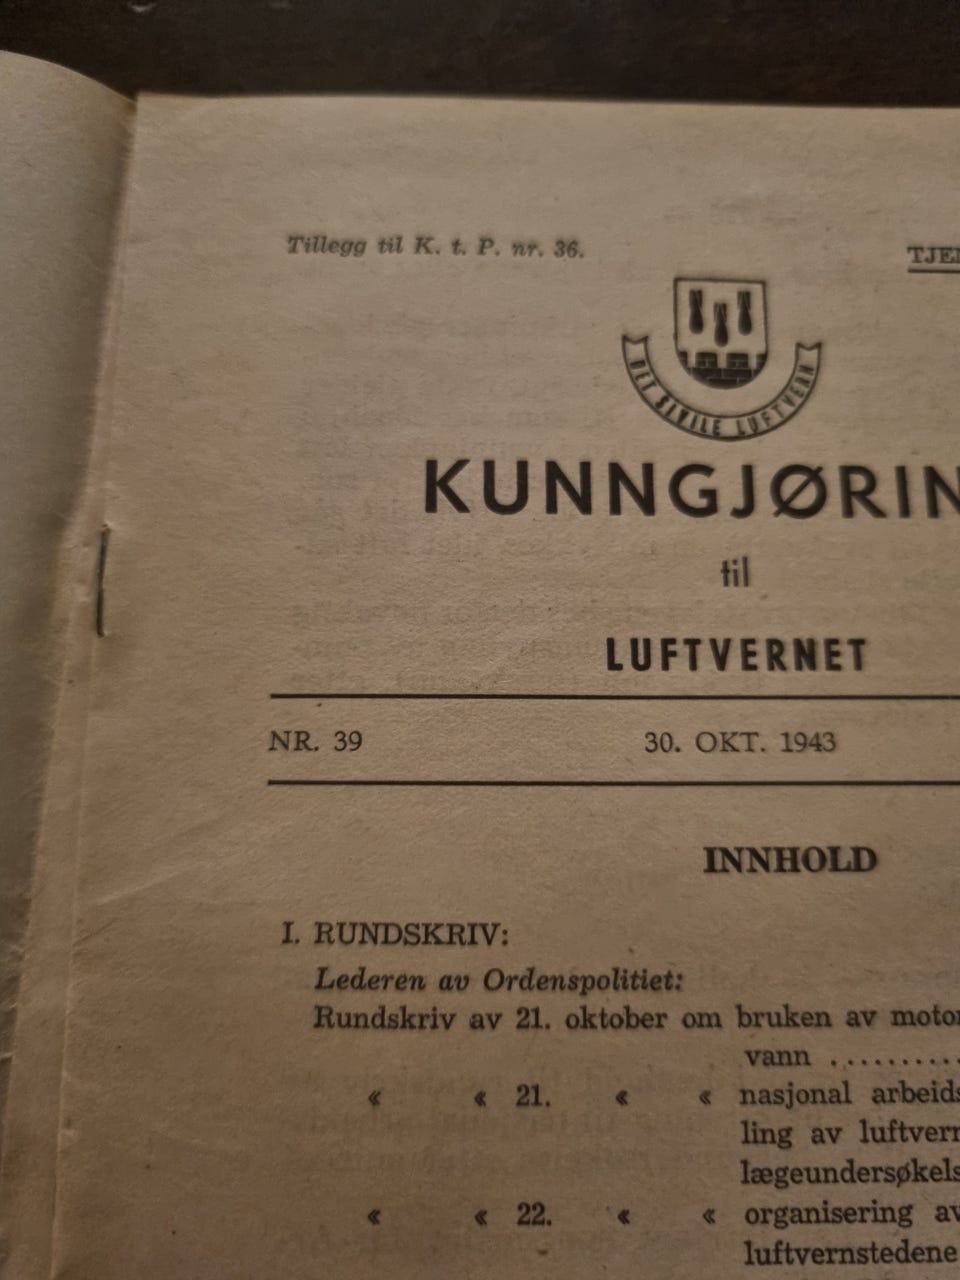 Tillegg til K. t. P. nr. 36.
DET SIVILE LUFTVERN
KUNNGJØRIN
til
LUFTVERNET
NR. 39 30. OKT. 1943
INNHOLD
I. RUNDSKRIV:
Lederen av Ordenspolitiet:
Rundskriv av 21. oktober om bruken av motor
vann ..........
« « 21. « « nasjonal arbeids
ling av luftvern
lægeundersøkels
« « 22. « « organisering av
luftvernstedene